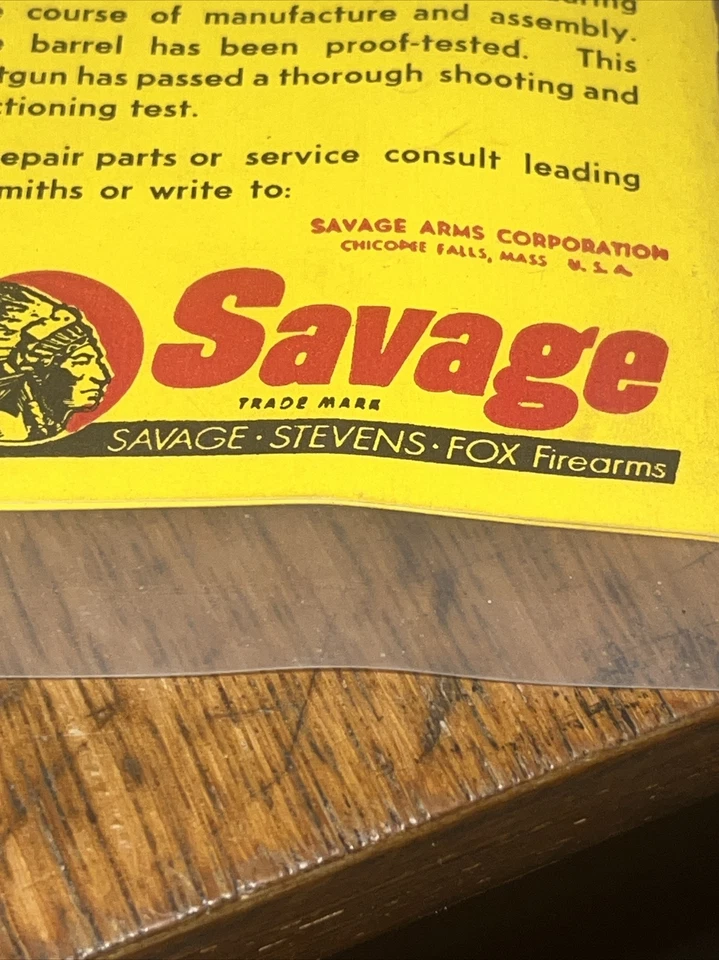 course of manufacture and assembly.
barrel has been proof-tested. This
tgun has passed a thorough shooting and
ctioning test.
epair parts or service consult leading
miths or write to:
SAVAGE ARMS CORPORATION
CHICOPEE FALLS, MASS U. S. A.
Savage
TRADE MARK
SAVAGE · STEVENS · FOX Firearms